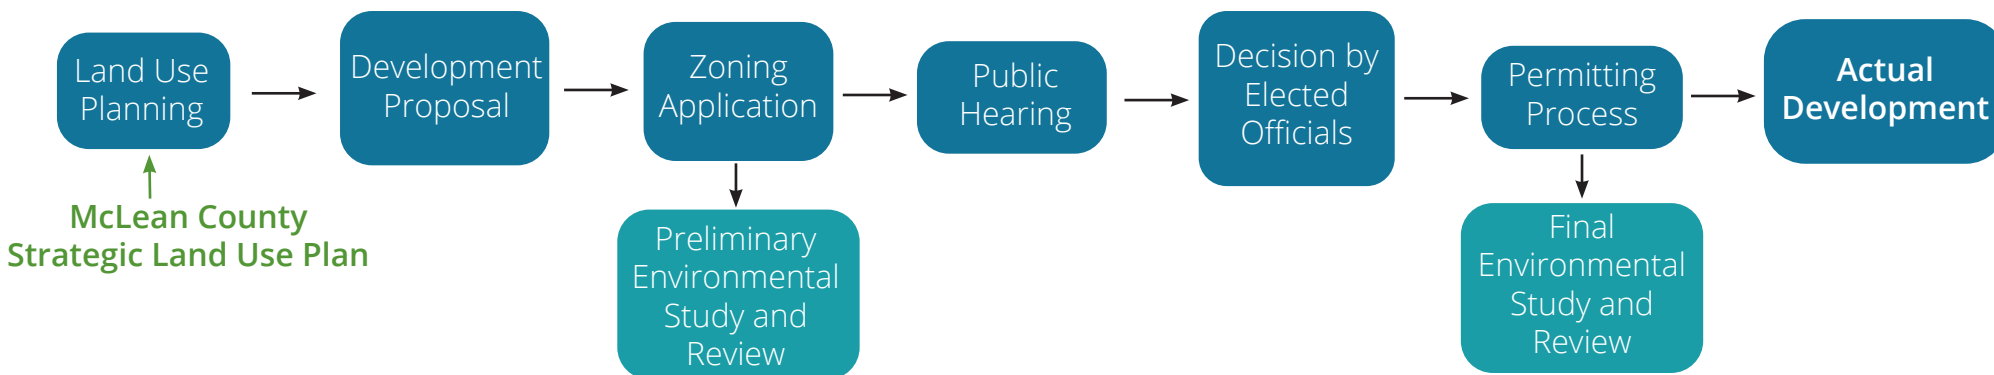 Land Use
Planning
Development
Proposal
Zoning
Application
Public
Hearing
Decision by
Elected
Officials
Permitting
Process
Actual
Development
McLean County
Strategic Land Use Plan
Preliminary
Environmental
Study and
Review
Final
Environmental
Study and
Review